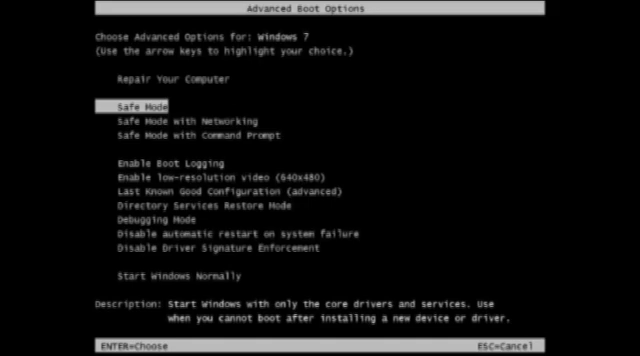 Advanced Boot Options
Choose Advanced Options for: Windows 7
(Use the arrow keys to highlight your choice.)
Repair Your Computer
Safe Mode
Safe Mode with Networking
Safe Mode with Command Prompt
Enable Boot Logging
Enable low-resolution video (640x480)
Last Known Good Configuration (advanced)
Directory Services Restore Mode
Debugging Mode
Disable automatic restart on system failure
Disable Driver Signature Enforcement
Start Windows Normally
Description: Start Windows with only the core drivers and services. Use
when you cannot boot after installing a new device or driver.
ENTER=Choose ESC=Cancel